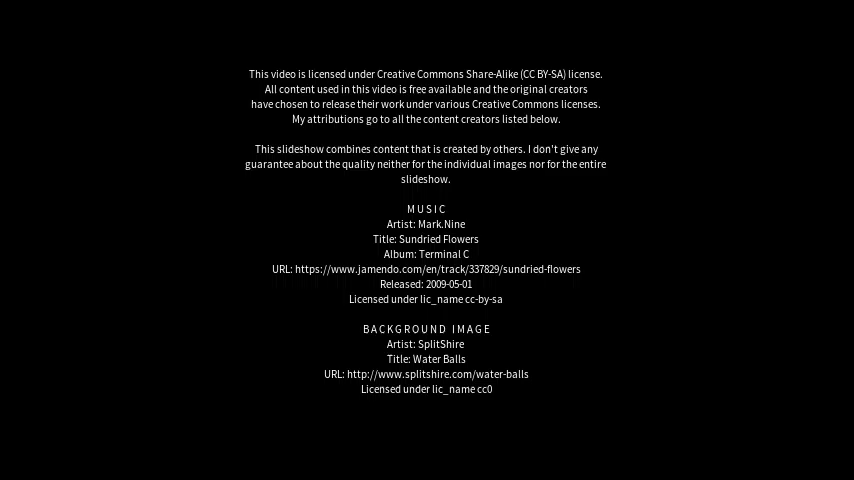 This video is licensed under Creative Commons Share-Alike (CC BY-SA) license.
All content used in this video is free available and the original creators
have chosen to release their work under various Creative Commons licenses.
My attributions go to all the content creators listed below.
This slideshow combines content that is created by others. I don't give any
guarantee about the quality neither for the individual images nor for the entire
slideshow.
MUSIC
Artist: Mark.Nine
Title: Sundried Flowers
Album: Terminal C
URL: https://www.jamendo.com/en/track/337829/sundried-flowers
Released: 2009-05-01
Licensed under lic_name cc-by-sa
BACKGROUND IMAGE
Artist: SplitShire
Title: Water Balls
URL: http://www.splitshire.com/water-balls
Licensed under lic_name cc0